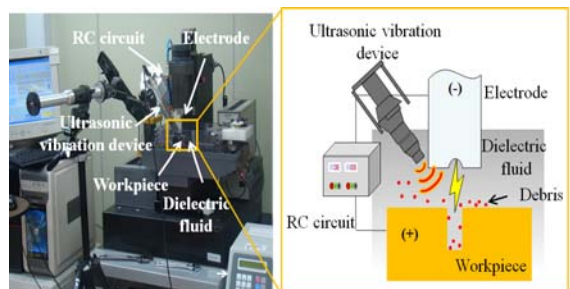 RC circuit
Electrode
Ultrasonic
vibration device
Workpiece
Dielectric
fluid
Ultrasonic vibration
device
(-)
Electrode
Dielectric
fluid
Debris
RC circuit
(+)
Workpiece